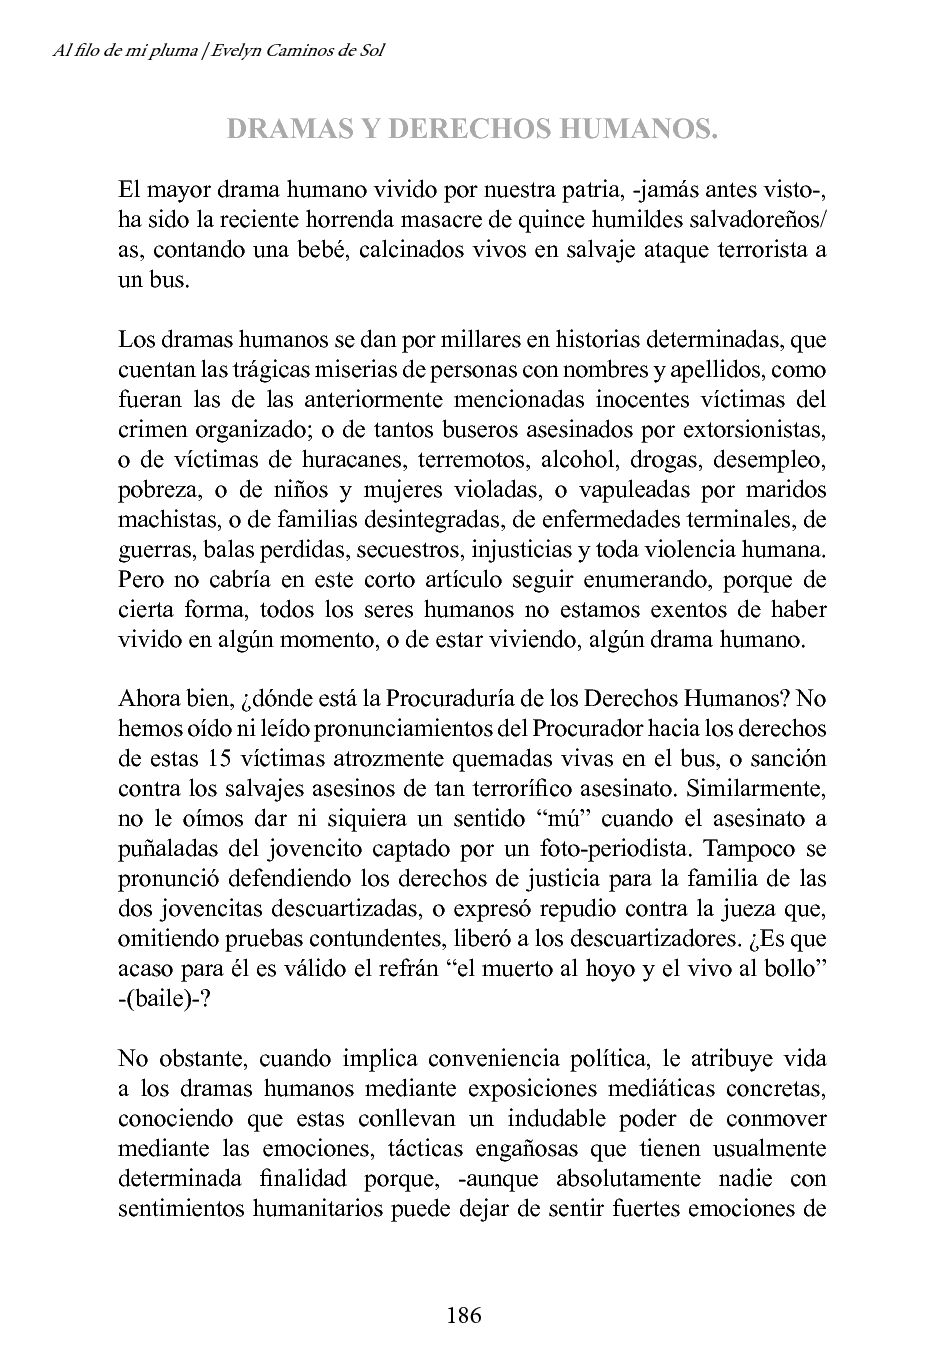 Al filo de mi pluma | Evelyn Caminos de Sol
DRAMAS Y DERECHOS HUMANOS.
El mayor drama humano vivido por nuestra patria, -jamás antes visto-,
ha sido la reciente horrenda masacre de quince humildes salvadoreños/
as, contando una bebé, calcinados vivos en salvaje ataque terrorista a
un bus.
Los dramas humanos se dan por millares en historias determinadas, que
cuentan las trágicas miserias de personas con nombres y apellidos, como
fueran las de las anteriormente mencionadas inocentes víctimas del
crimen organizado; o de tantos buseros asesinados por extorsionistas,
o de víctimas de huracanes, terremotos, alcohol, drogas, desempleo,
pobreza, o de niños y mujeres violadas, o vapuleadas por maridos
machistas, o de familias desintegradas, de enfermedades terminales, de
guerras, balas perdidas, secuestros, injusticias y toda violencia humana.
Pero no cabría en este corto artículo seguir enumerando, porque de
cierta forma, todos los seres humanos no estamos exentos de haber
vivido en algún momento, o de estar viviendo, algún drama humano.
Ahora bien, ¿dónde está la Procuraduría de los Derechos Humanos? No
hemos oído ni leído pronunciamientos del Procurador hacia los derechos
de estas 15 víctimas atrozmente quemadas vivas en el bus, o sanción
contra los salvajes asesinos de tan terrorífico asesinato. Similarmente,
no le oímos dar ni siquiera un sentido “mú” cuando el asesinato a
puñaladas del jovencito captado por un foto-periodista. Tampoco se
pronunció defendiendo los derechos de justicia para la familia de las
dos jovencitas descuartizadas, o expresó repudio contra la jueza que,
omitiendo pruebas contundentes, liberó a los descuartizadores. ¿Es que
acaso para él es válido el refrán “el muerto al hoyo y el vivo al bollo”
-(baile)-?
No obstante, cuando implica conveniencia política, le atribuye vida
a los dramas humanos mediante exposiciones mediáticas concretas,
conociendo que estas conllevan un indudable poder de conmover
mediante las emociones, tácticas engañosas que tienen usualmente
determinada finalidad porque, -aunque absolutamente nadie con
sentimientos humanitarios puede dejar de sentir fuertes emociones de
186